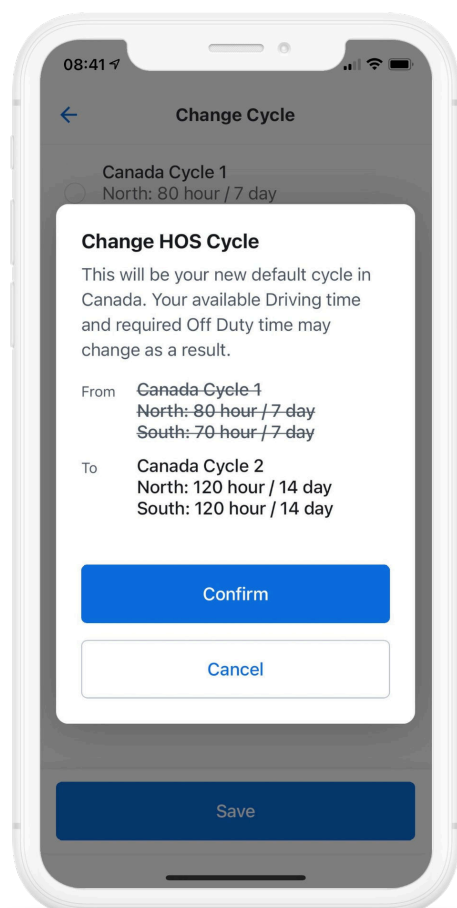 08:41
Change Cycle
Canada Cycle 1
North: 80 hour / 7 day
Change HOS Cycle
This will be your new default cycle in
Canada. Your available Driving time
and required Off Duty time may
change as a result.
From Canada Cycle 1
North: 80 hour / 7 day
South: 70 hour / 7 day
To Canada Cycle 2
North: 120 hour / 14 day
South: 120 hour / 14 day
Confirm
Cancel
Save